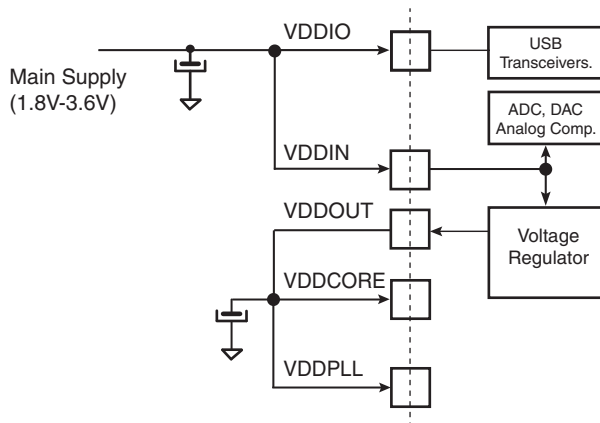 VDDIO
USB
Transceivers.
Main Supply
(1.8V-3.6V)
ADC, DAC
Analog Comp.
VDDIN
VDDOUT
Voltage
Regulator
VDDCORE
VDDPLL